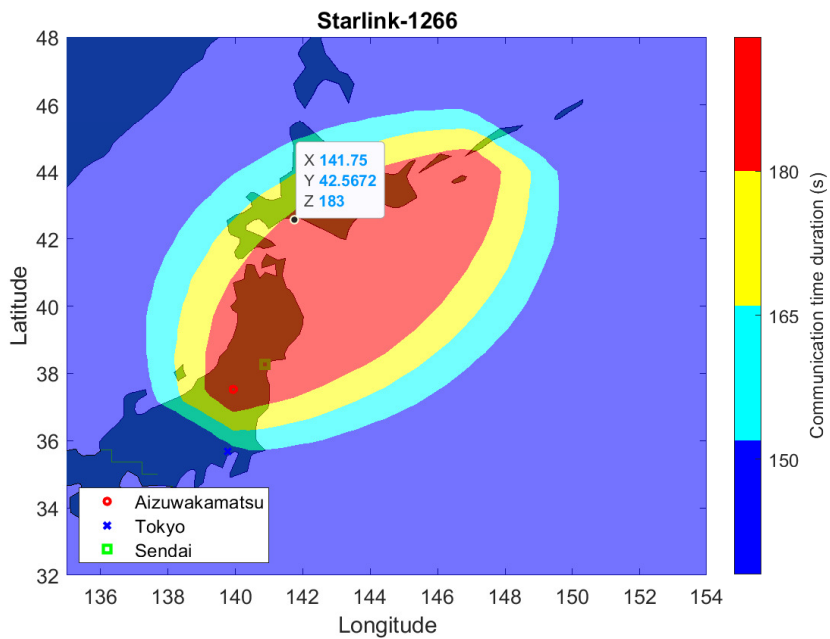 Starlink-1266
48
46
44
42
40
38
36
34
32
Latitude
X 141.75
Y 42.5672
Z 183
Aizuwakamatsu
Tokyo
Sendai
136 138 140 142 144 146 148 150 152 154
Longitude
180
165
150
Communication time duration (s)